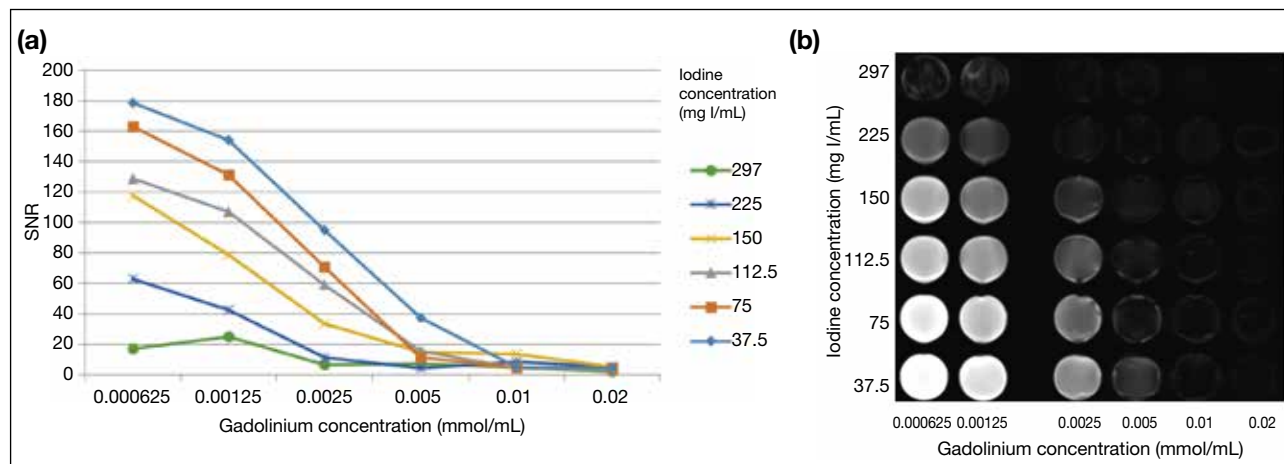 (a)
200
180
160
140
120
100
80
60
40
20
0
SNR
0.000625 0.00125 0.0025 0.005 0.01 0.02
Gadolinium concentration (mmol/mL)
Iodine
concentration
(mg I/mL)
297
225
150
112.5
75
37.5
(b)
Iodine concentration (mg I/mL)
297
225
150
112.5
75
37.5
0.000625 0.00125 0.0025 0.005 0.01 0.02
Gadolinium concentration (mmol/mL)